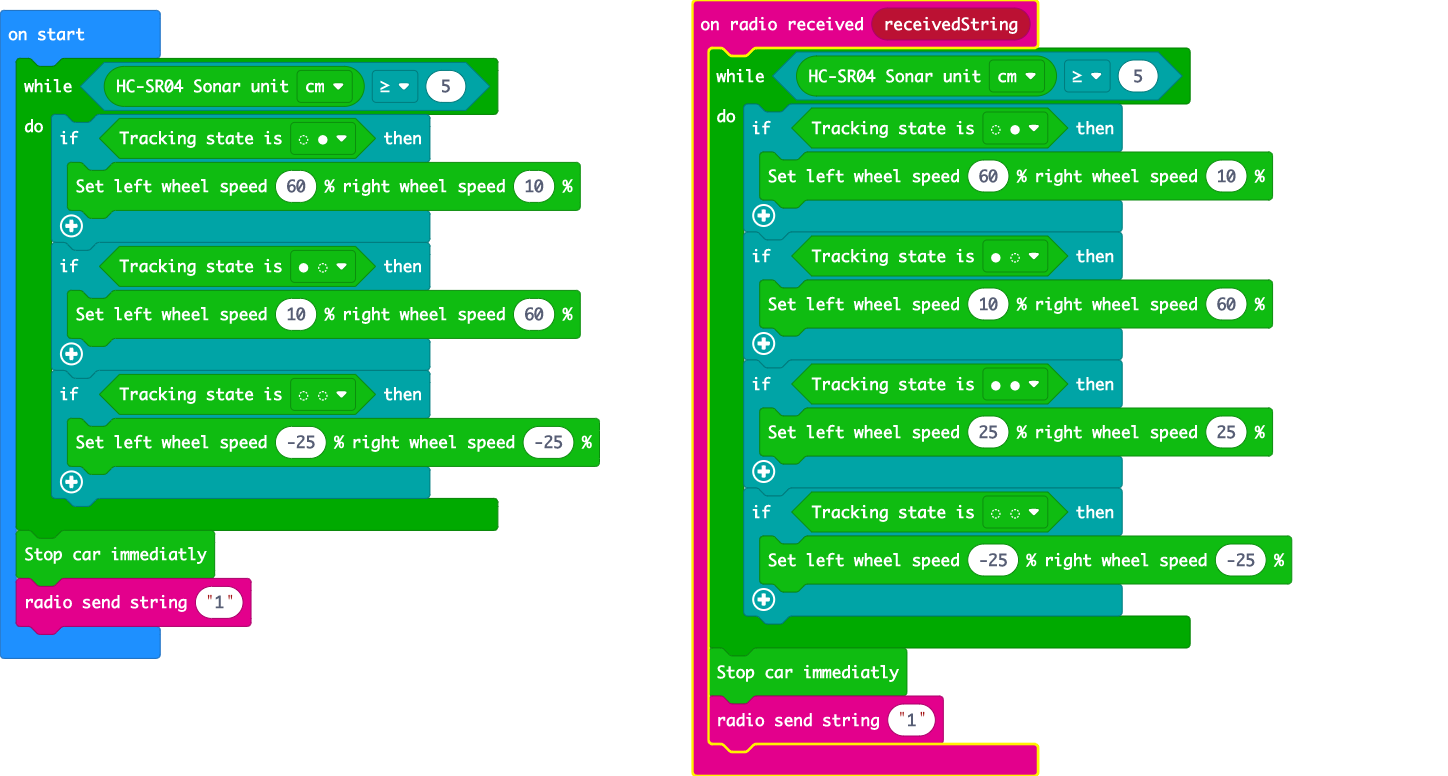 on start
while HC-SR04 Sonar unit cm ≥ 5
do
if Tracking state is ◌ ● then
Set left wheel speed 60 % right wheel speed 10 %
if Tracking state is ● ◌ then
Set left wheel speed 10 % right wheel speed 60 %
if Tracking state is ◌ ◌ then
Set left wheel speed -25 % right wheel speed -25 %
Stop car immediatly
radio send string "1"
on radio received receivedString
while HC-SR04 Sonar unit cm ≥ 5
do
if Tracking state is ◌ ● then
Set left wheel speed 60 % right wheel speed 10 %
if Tracking state is ● ◌ then
Set left wheel speed 10 % right wheel speed 60 %
if Tracking state is ● ● then
Set left wheel speed 25 % right wheel speed 25 %
if Tracking state is ◌ ◌ then
Set left wheel speed -25 % right wheel speed -25 %
Stop car immediatly
radio send string "1"